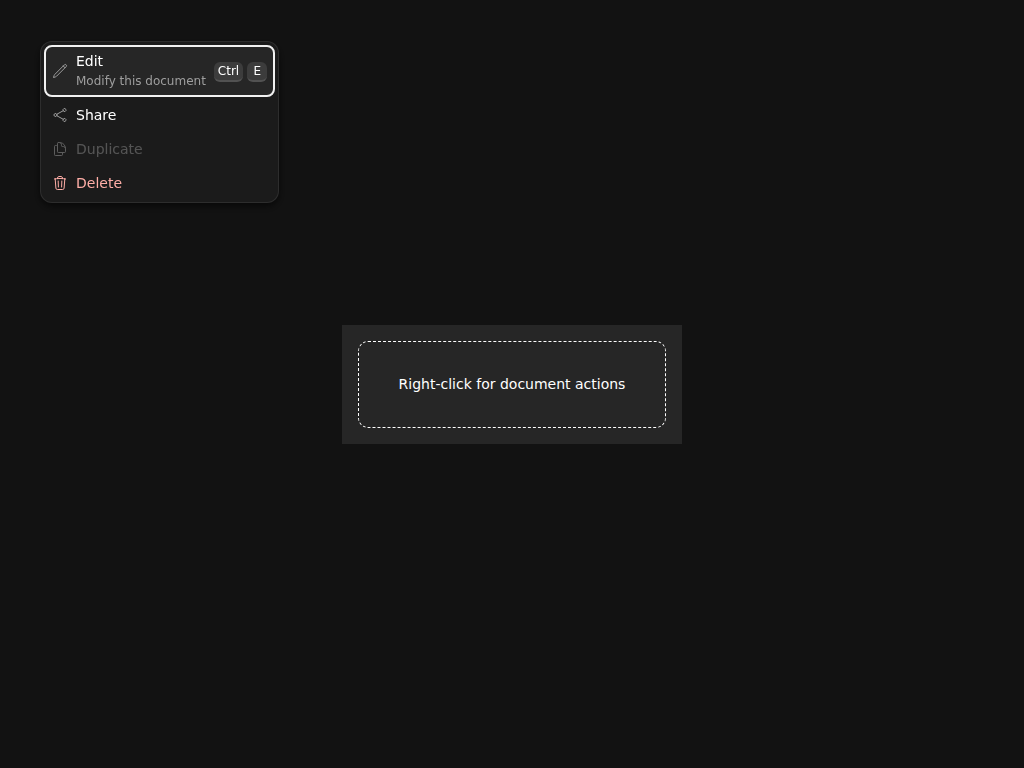 Edit
Modify this document
Ctrl E
Share
Duplicate
Delete
Right-click for document actions